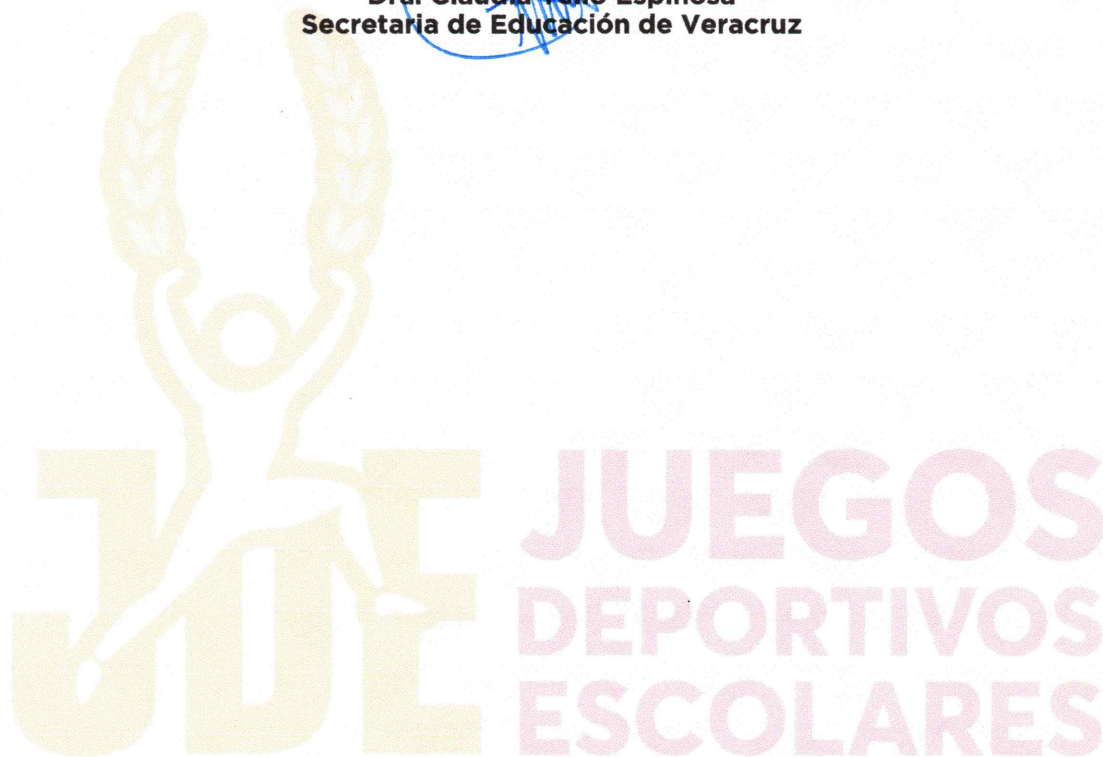 Dra. Claudia Espinosa
Secretaria de Educación de Veracruz
JDE
JUEGOS
DEPORTIVOS
ESCOLARES